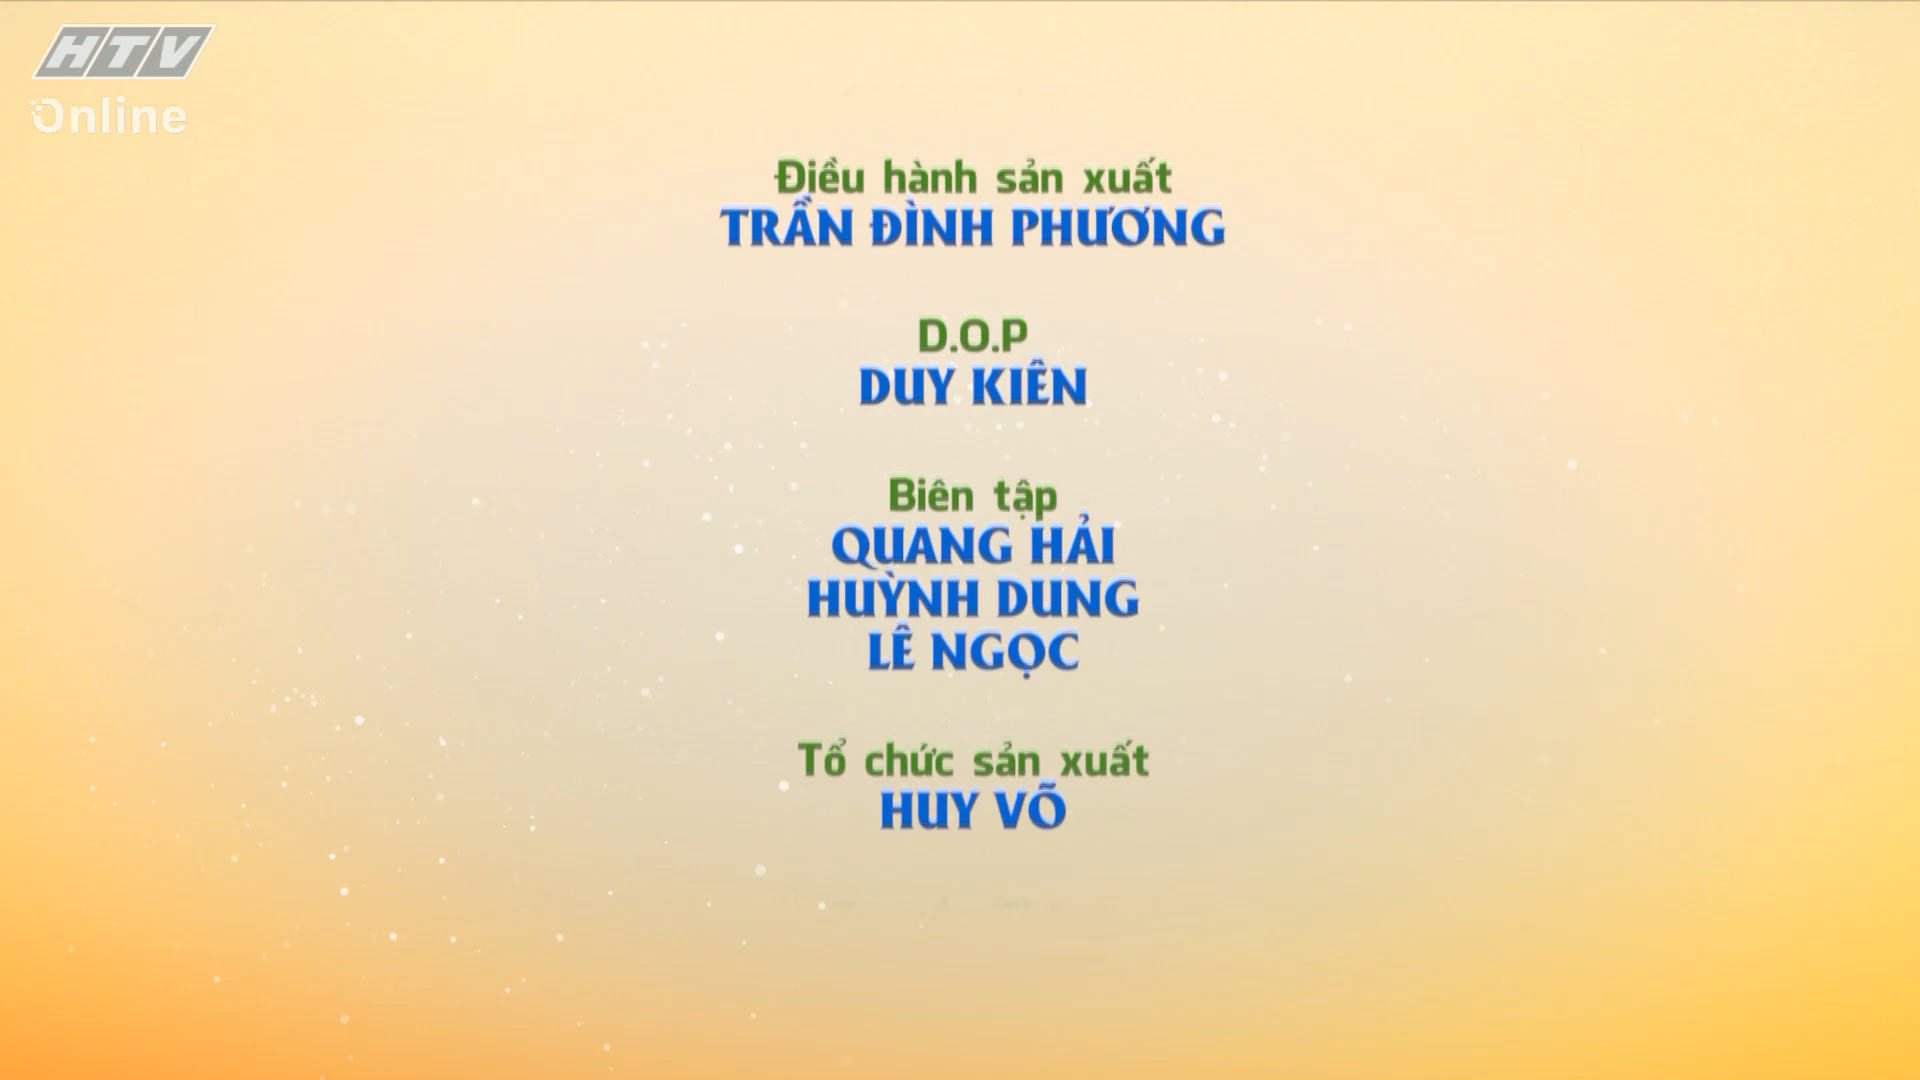 HTV
Online
Điều hành sản xuất
TRẦN ĐÌNH PHƯƠNG
D.O.P
DUY KIÊN
Biên tập
QUANG HẢI
HUỲNH DUNG
LÊ NGỌC
Tổ chức sản xuất
HUY VÕ